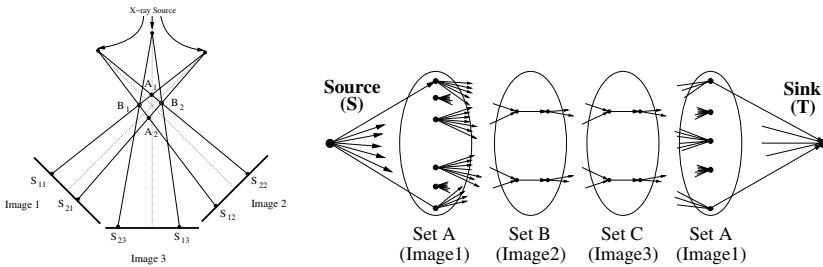 X-ray Source
A1
B1
B2
A2
S11
S22
Image 1
S21
S12
Image 2
S23
S13
Image 3
Source
(S)
Sink
(T)
Set A
(Image1)
Set B
(Image2)
Set C
(Image3)
Set A
(Image1)